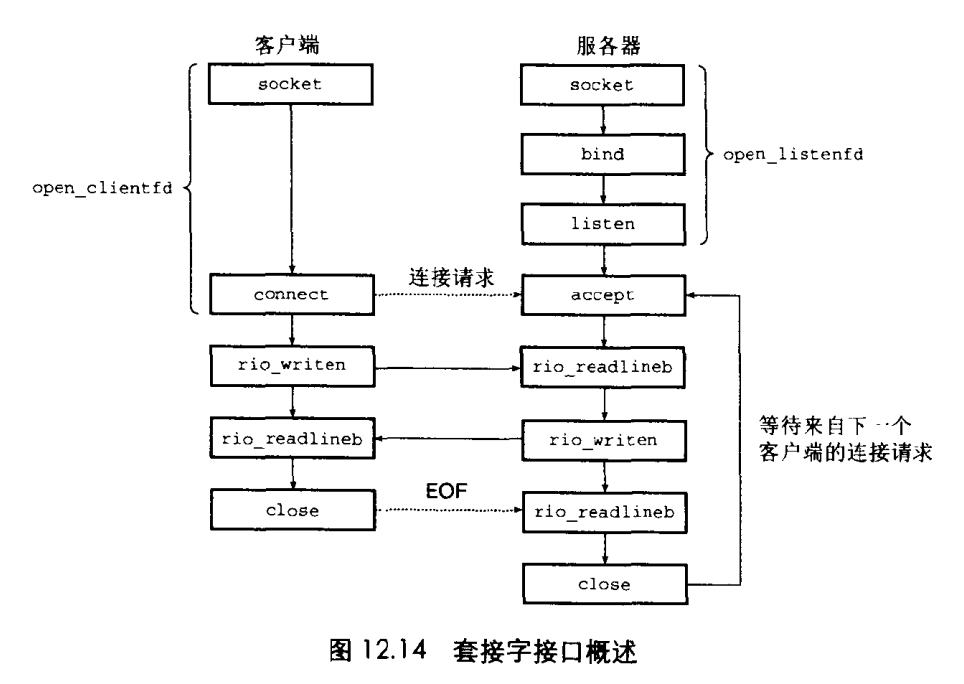 客户端
服务器
socket
socket
bind
open_clientfd
open_listenfd
listen
连接请求
connect
accept
rio_writen
rio_readlineb
rio_readlineb
rio_writen
等待来自下一个
客户端的连接请求
EOF
close
rio_readlineb
close
图 12.14 套接字接口概述